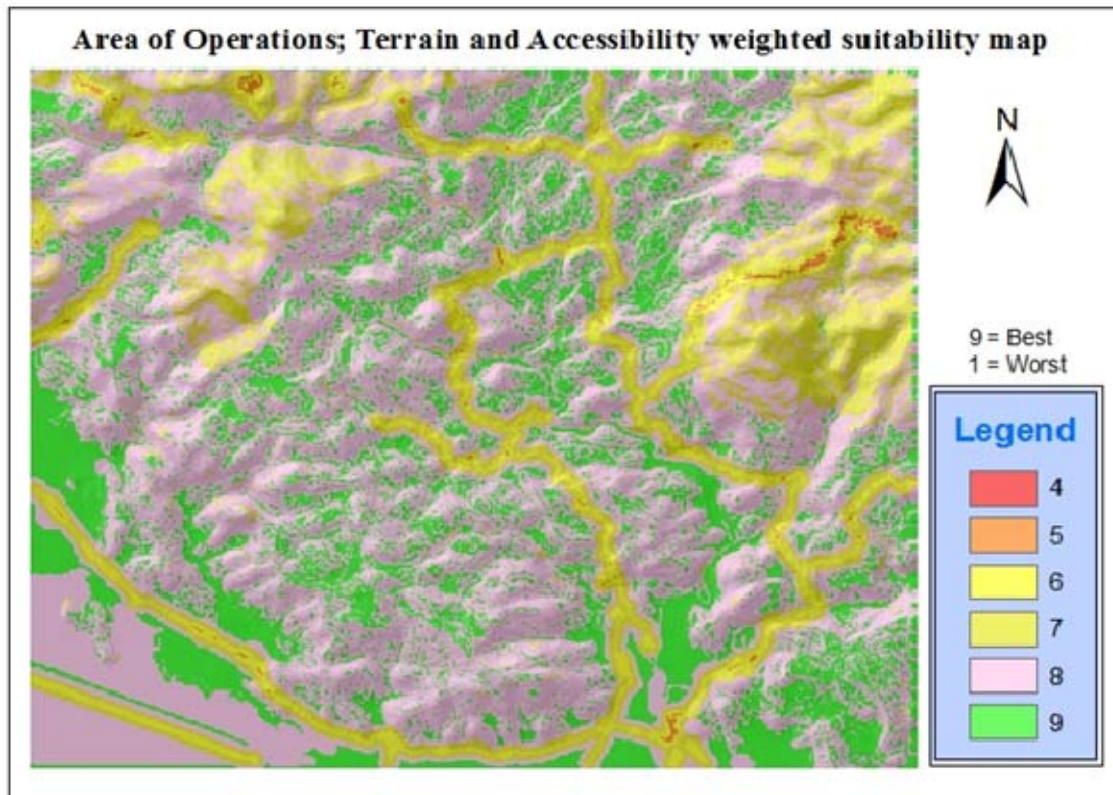 Area of Operations; Terrain and Accessibility weighted suitability map
N
9 = Best
1 = Worst
Legend
4
5
6
7
8
9